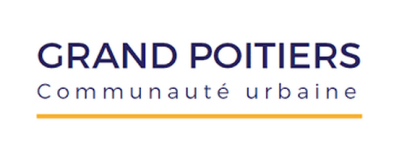 GRAND POITIERS
Communauté urbaine